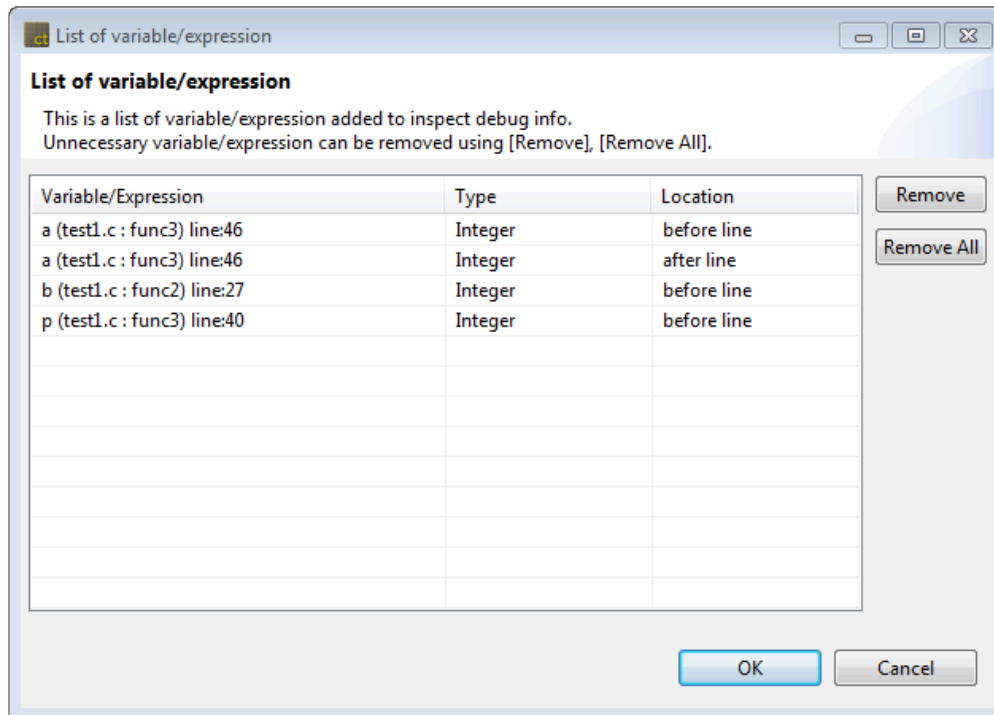 ct List of variable/expression
List of variable/expression
This is a list of variable/expression added to inspect debug info.
Unnecessary variable/expression can be removed using [Remove], [Remove All].
Variable/Expression Type Location
a (test1.c : func3) line:46 Integer before line
a (test1.c : func3) line:46 Integer after line
b (test1.c : func2) line:27 Integer before line
p (test1.c : func3) line:40 Integer before line
Remove
Remove All
OK Cancel